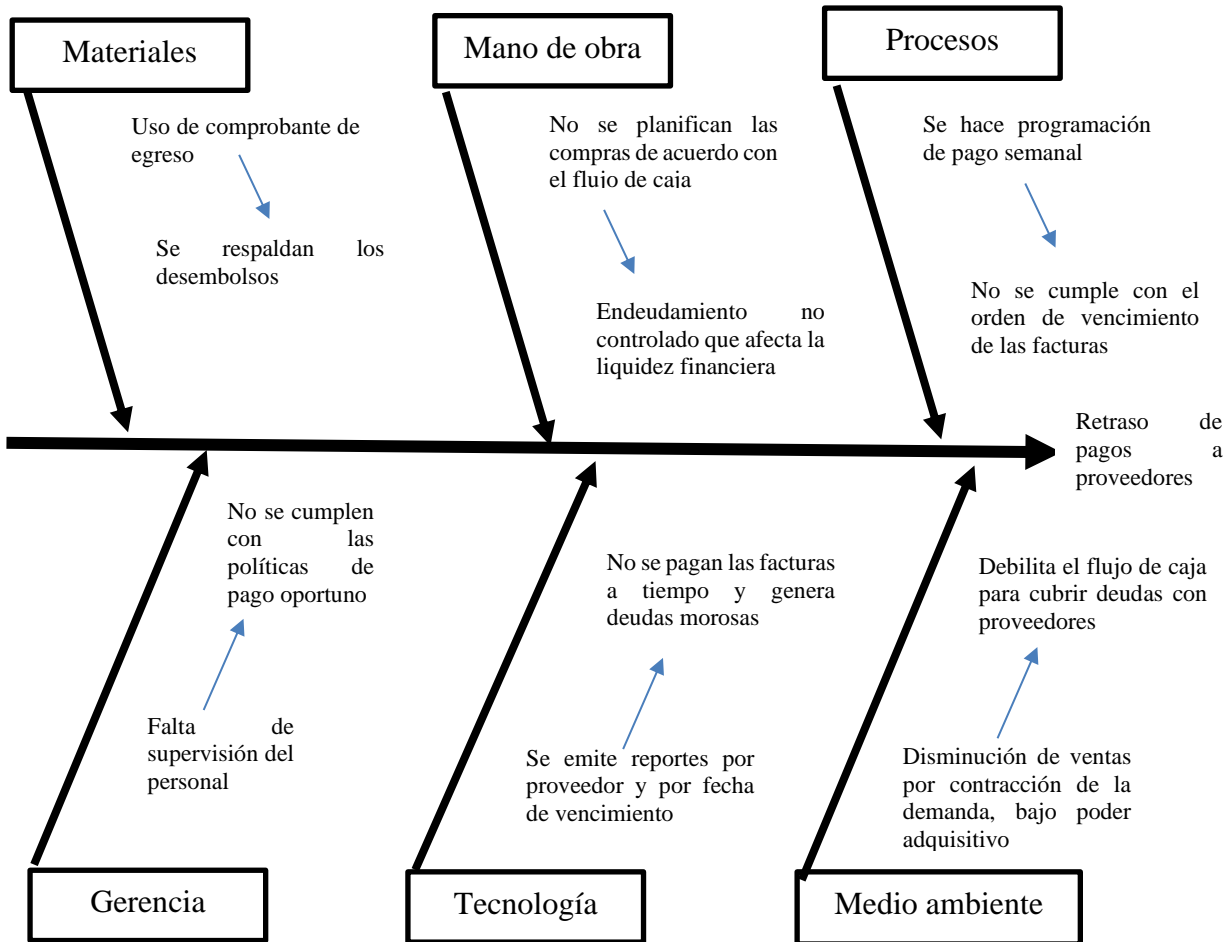 Materiales
Mano de obra
Procesos
Uso de comprobante de
egreso
Se respaldan los
desembolsos
No se planifican las
compras de acuerdo con
el flujo de caja
Endeudamiento no
controlado que afecta la
liquidez financiera
Se hace programación
de pago semanal
No se cumple con el
orden de vencimiento
de las facturas
Retraso de
pagos a
proveedores
No se cumplen
con las
políticas de
pago oportuno
Falta de
supervisión del
personal
No se pagan las facturas
a tiempo y genera
deudas morosas
Se emite reportes por
proveedor y por fecha
de vencimiento
Debilita el flujo de caja
para cubrir deudas con
proveedores
Disminución de ventas
por contracción de la
demanda, bajo poder
adquisitivo
Gerencia
Tecnología
Medio ambiente